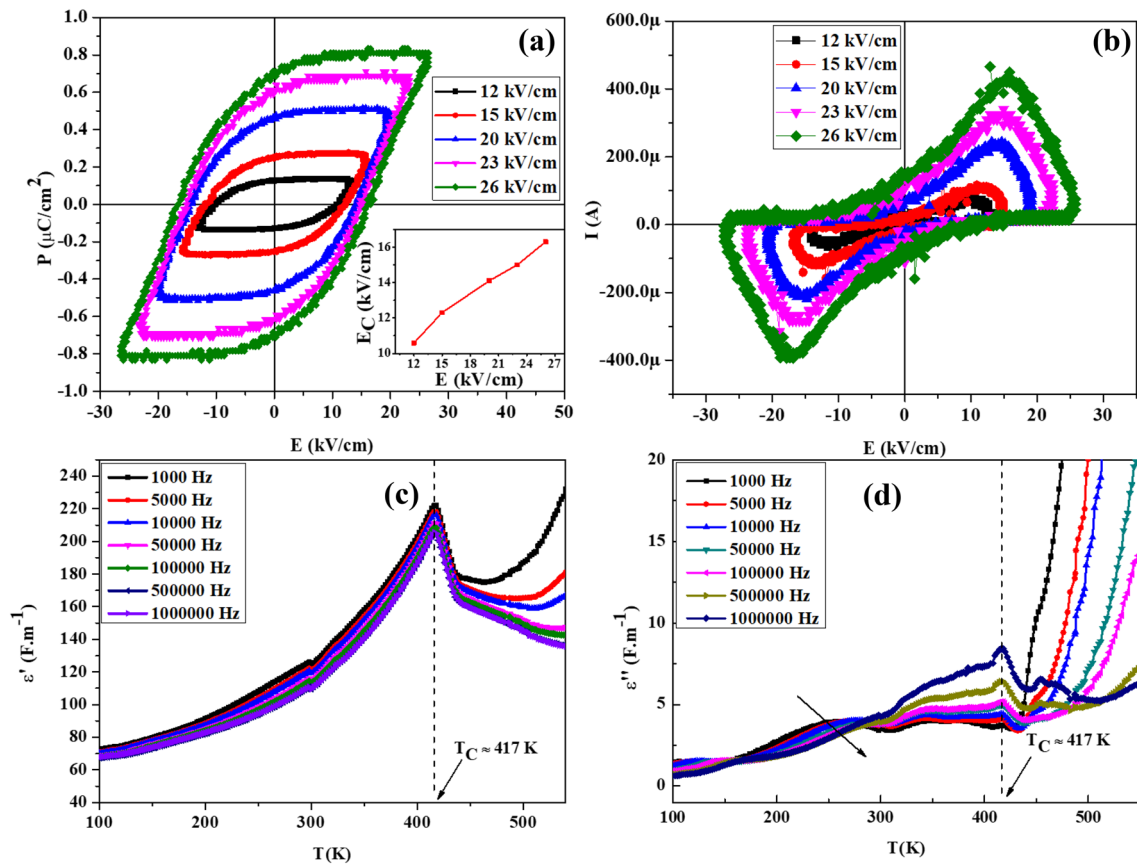 (a)
12 kV/cm
15 kV/cm
20 kV/cm
23 kV/cm
26 kV/cm
1.0
0.8
0.6
0.4
0.2
0.0
-0.2
-0.4
-0.6
-0.8
-1.0
P (μC/cm²)
16
14
12
10
E_C (kV/cm)
12 15 18 21 24 27
E (kV/cm)
-30 -20 -10 0 10 20 30 40 50
E (kV/cm)
(b)
12 kV/cm
15 kV/cm
20 kV/cm
23 kV/cm
26 kV/cm
600.0μ
400.0μ
200.0μ
0.0
-200.0μ
-400.0μ
I (A)
-30 -20 -10 0 10 20 30
E (kV/cm)
(c)
1000 Hz
5000 Hz
10000 Hz
50000 Hz
100000 Hz
500000 Hz
1000000 Hz
240
220
200
180
160
140
120
100
80
60
40
ε' (F.m⁻¹)
T_C ≈ 417 K
100 200 300 400 500
T(K)
(d)
1000 Hz
5000 Hz
10000 Hz
50000 Hz
100000 Hz
500000 Hz
1000000 Hz
20
15
10
5
0
ε'' (F.m⁻¹)
T_C ≈ 417 K
100 150 200 250 300 350 400 450 500 550
T(K)